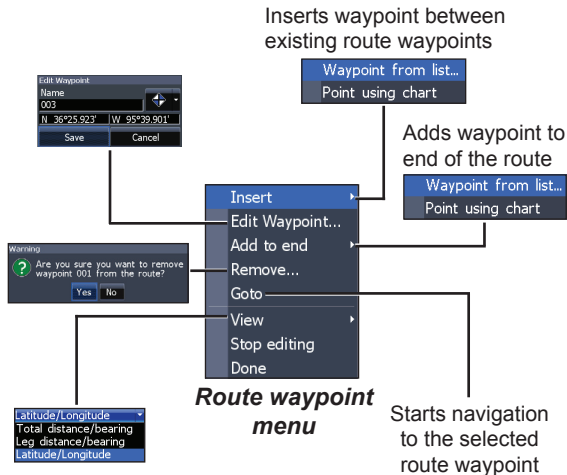 Inserts waypoint between
existing route waypoints
Waypoint from list...
Point using chart
Edit Waypoint
Name
003
N 36°25.923' W 95°39.901'
Save Cancel
Adds waypoint to
end of the route
Waypoint from list...
Point using chart
Insert
Edit Waypoint...
Add to end
Remove...
Goto
View
Stop editing
Done
Warning
Are you sure you want to remove
waypoint 001 from the route?
Yes No
Route waypoint
menu
Latitude/Longitude
Total distance/bearing
Leg distance/bearing
Latitude/Longitude
Starts navigation
to the selected
route waypoint